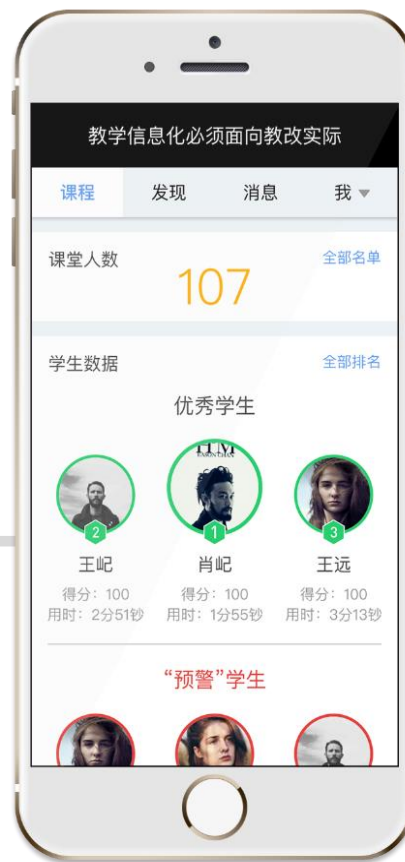 教学信息化必须面向教改实际
课程 发现 消息 我
课堂人数 全部名单
107
学生数据 全部排名
优秀学生
2 1 3
王屺 肖屺 王远
得分：100 得分：100 得分：100
用时：2分51钞 用时：1分55钞 用时：3分13钞
“预警”学生